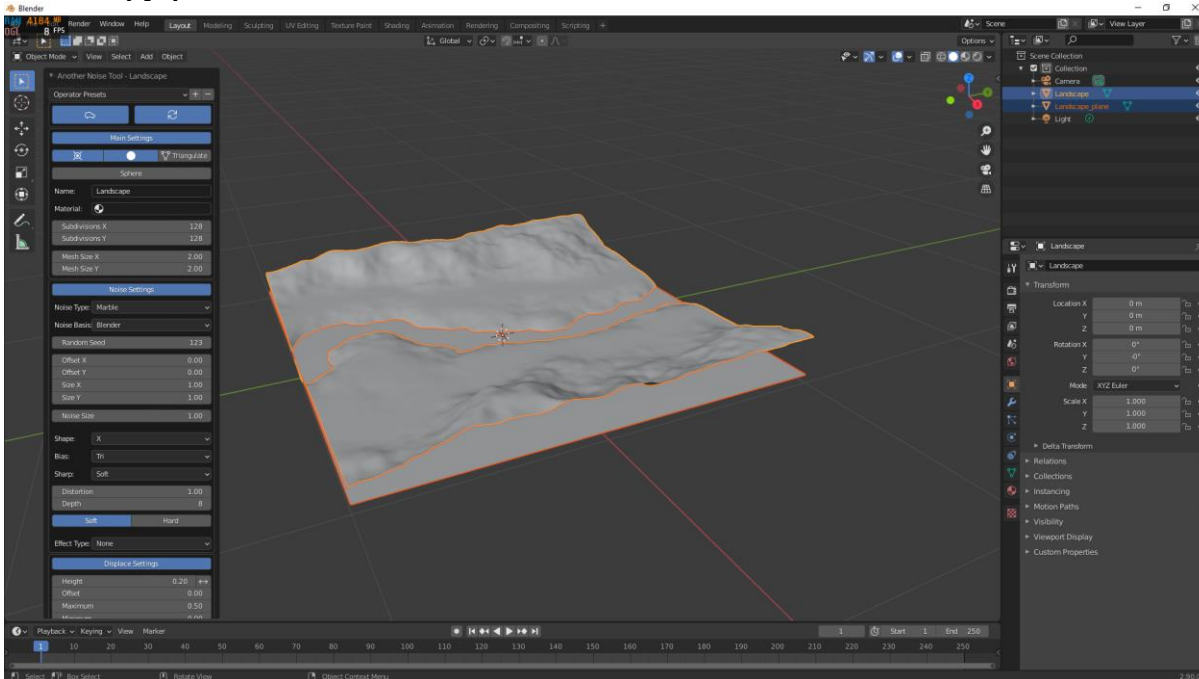 Blender
A184 M
OGL 8 FPS
Render Window Help Layout Modeling Sculpting UV Editing Texture Paint Shading Animation Rendering Compositing Scripting + Scene View Layer
Global Options
Object Mode View Select Add Object
Scene Collection
Collection
Camera
Landscape
Landscape_plane
Light
Another Noise Tool - Landscape
Operator Presets
Main Settings
Triangulate
Sphere
Name: Landscape
Material:
Subdivisions X 128
Subdivisions Y 128
Mesh Size X 2.00
Mesh Size Y 2.00
Noise Settings
Noise Type: Marble
Noise Basis: Blender
Random Seed 123
Offset X 0.00
Offset Y 0.00
Size X 1.00
Size Y 1.00
Noise Size 1.00
Shape: X
Bias: Tri
Sharp: Soft
Distortion 1.00
Depth 8
Soft Hard
Effect Type: None
Displace Settings
Height 0.20
Offset 0.00
Maximum 0.50
Minimum 0.00
Landscape
Landscape
Transform
Location X 0 m
Y 0 m
Z 0 m
Rotation X 0°
Y -0°
Z 0°
Mode XYZ Euler
Scale X 1.000
Y 1.000
Z 1.000
Delta Transform
Relations
Collections
Instancing
Motion Paths
Visibility
Viewport Display
Custom Properties
Playback Keying View Marker 1 Start 1 End 250
1 10 20 30 40 50 60 70 80 90 100 110 120 130 140 150 160 170 180 190 200 210 220 230 240 250
Select Box Select Rotate View Object Context Menu